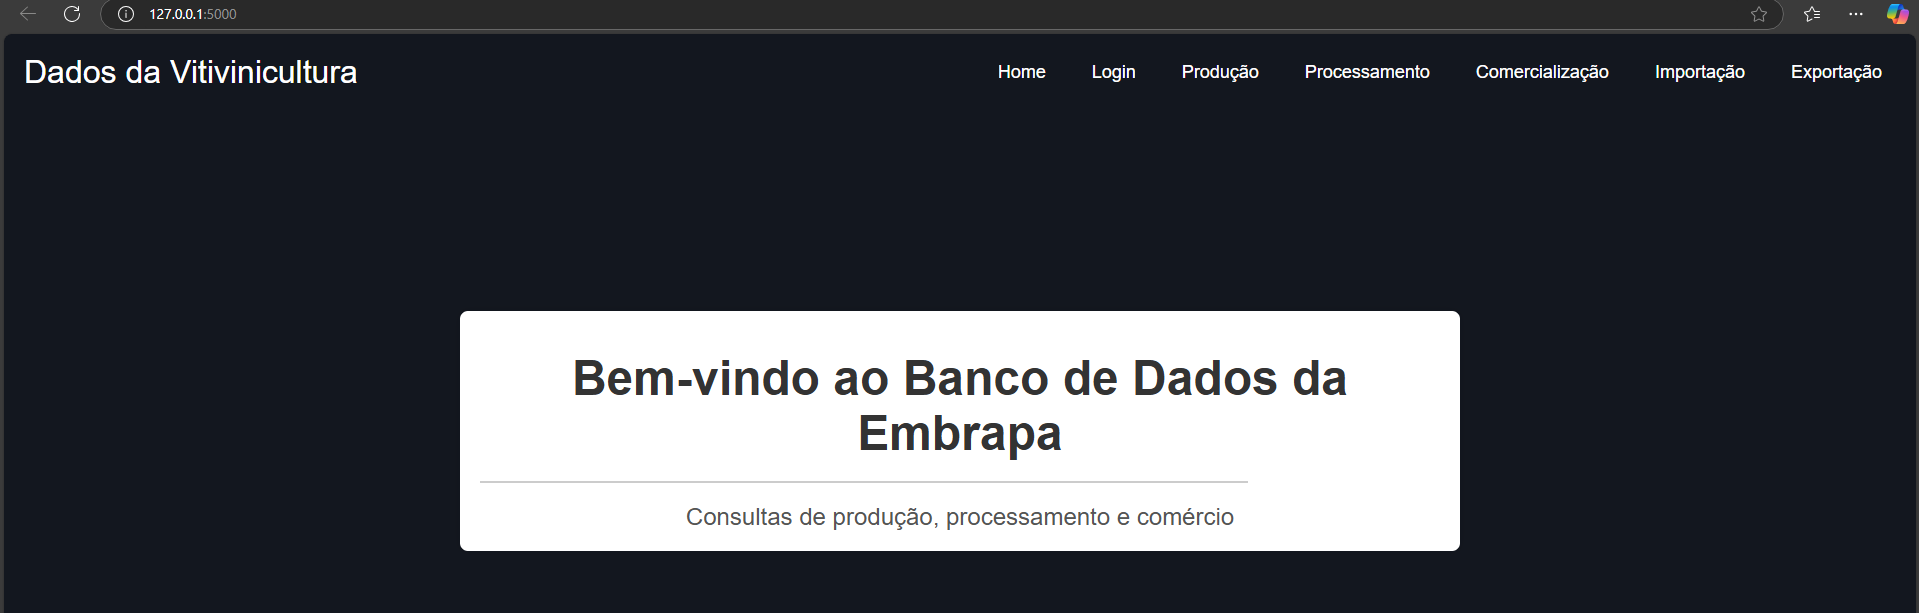 127.0.0.1:5000
Dados da Vitivinicultura
Home Login Produção Processamento Comercialização Importação Exportação
Bem-vindo ao Banco de Dados da
Embrapa
Consultas de produção, processamento e comércio